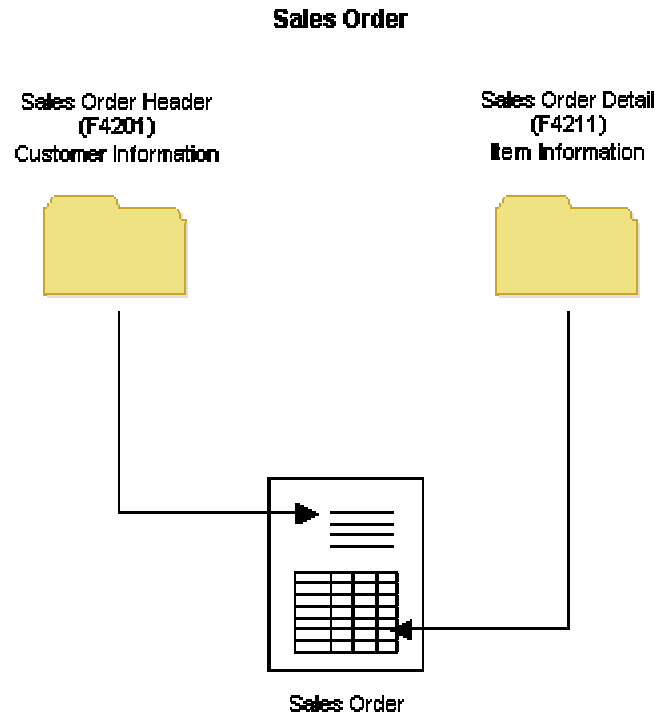 Sales Order
Sales Order Header
(F4201)
Customer Information
Sales Order Detail
(F4211)
Item Information
Sales Order